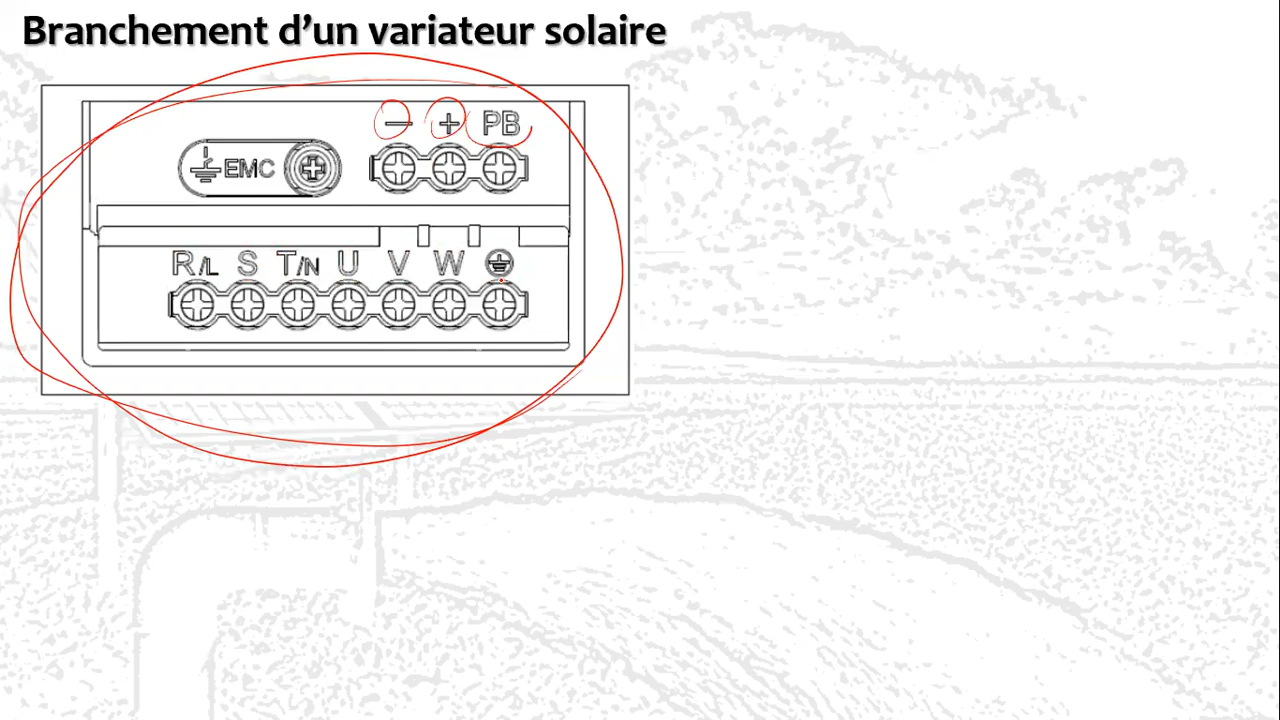 Branchement d’un variateur solaire
− + PB
EMC
R/L S T/N U V W